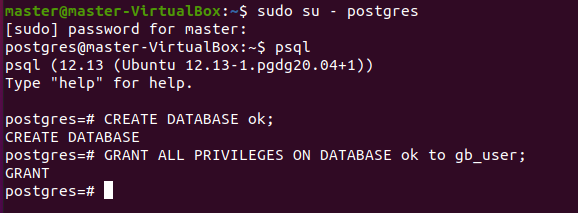 master@master-VirtualBox:~$ sudo su - postgres
[sudo] password for master:
postgres@master-VirtualBox:~$ psql
psql (12.13 (Ubuntu 12.13-1.pgdg20.04+1))
Type "help" for help.
postgres=# CREATE DATABASE ok;
CREATE DATABASE
postgres=# GRANT ALL PRIVILEGES ON DATABASE ok to gb_user;
GRANT
postgres=#